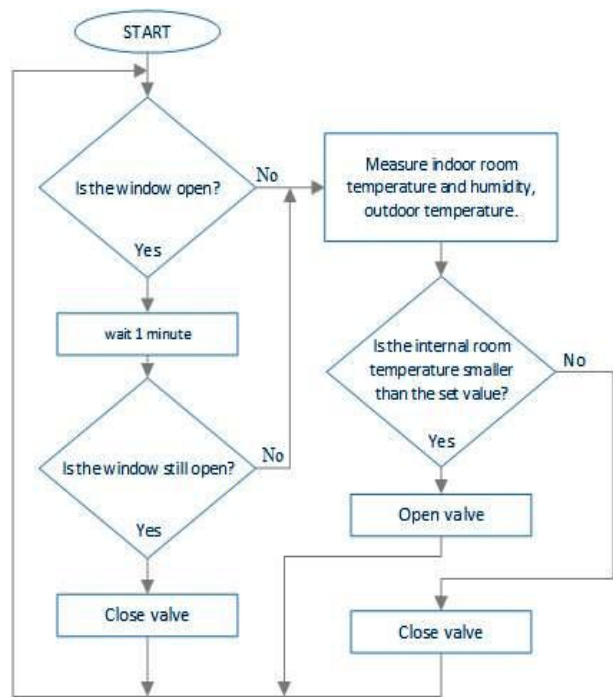 START
Is the window open?
No
Yes
wait 1 minute
Is the window still open?
No
Yes
Close valve
Measure indoor room
temperature and humidity,
outdoor temperature.
Is the internal room
temperature smaller
than the set value?
No
Yes
Open valve
Close valve